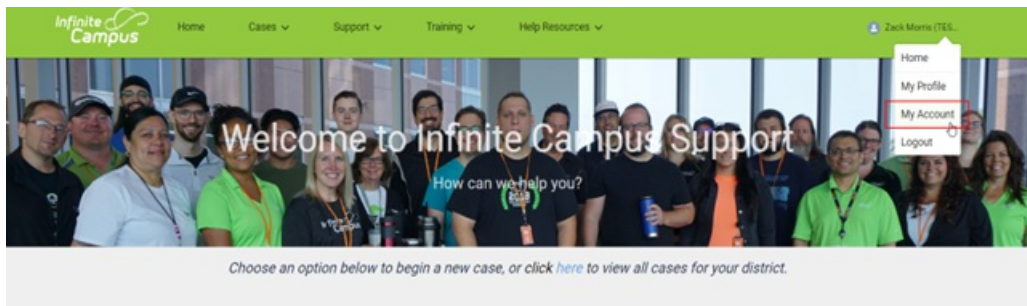 Infinite Campus
Home
Cases
Support
Training
Help Resources
Zack Morris (TES...
Home
My Profile
My Account
Logout
Welcome to Infinite Campus Support
How can we help you?
2018
Choose an option below to begin a new case, or click here to view all cases for your district.